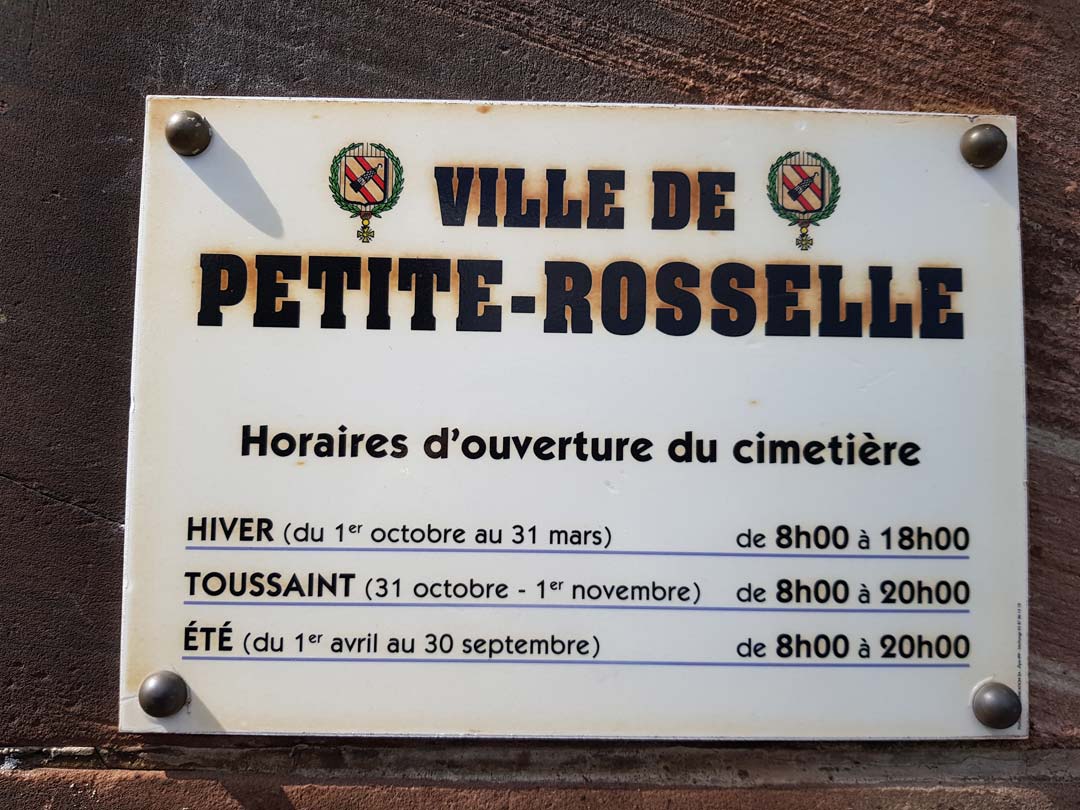 VILLE DE
PETITE-ROSSELLE
Horaires d'ouverture du cimetière
HIVER (du 1er octobre au 31 mars) de 8h00 à 18h00
TOUSSAINT (31 octobre - 1er novembre) de 8h00 à 20h00
ÉTÉ (du 1er avril au 30 septembre) de 8h00 à 20h00